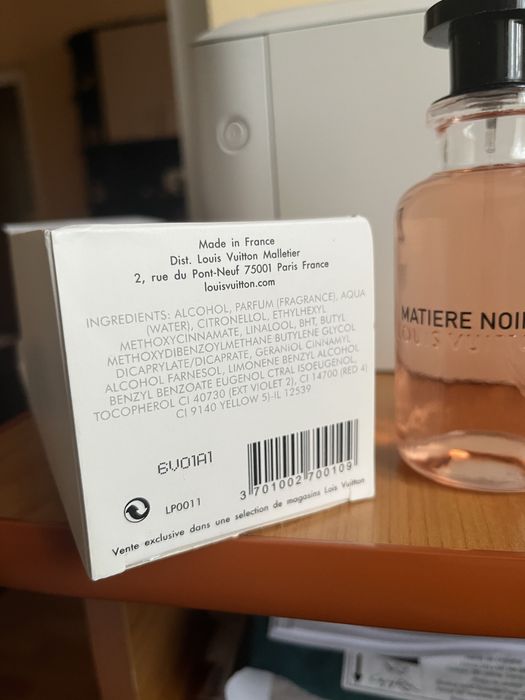 Made in France
Dist. Louis Vuitton Malletier
2, rue du Pont-Neuf 75001 Paris France
louisvuitton.com
INGREDIENTS: ALCOHOL, PARFUM (FRAGRANCE), AQUA
(WATER), CITRONELLOL, ETHYLHEXYL
METHOXYCINNAMATE, LINALOOL, BHT, BUTYL
METHOXYDIBENZOYLMETHANE BUTYLENE GLYCOL
DICAPRYLATE/DICAPRATE, GERANIOL CINNAMYL
ALCOHOL FARNESOL, LIMONENE BENZYL ALCOHOL
BENZYL BENZOATE EUGENOL CTRAL ISOEUGENOL,
TOCOPHEROL CI 40730 (EXT VIOLET 2), CI 14700 (RED 4)
CI 9140 YELLOW 5)-IL 12539
6V01A1
3 701002 700109
LP0011
Vente exclusive dans une selection de magasins Lois Vuitton
MATIERE NOI
LOUIS VUIT